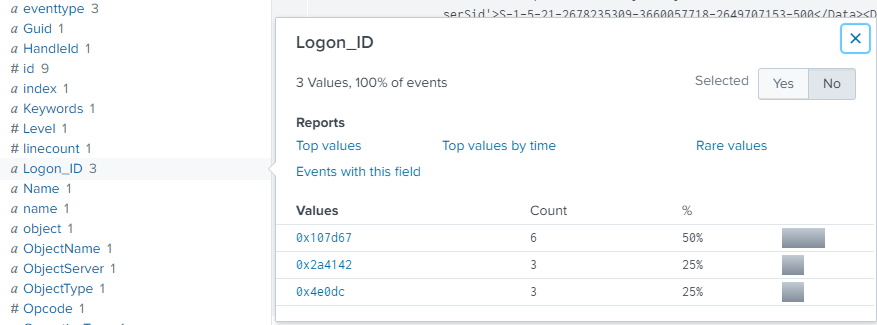 a eventtype 3
a Guid 1
a HandleId 1
# id 9
a index 1
a Keywords 1
# Level 1
# linecount 1
a Logon_ID 3
a Name 1
a name 1
a object 1
a ObjectName 1
a ObjectServer 1
a ObjectType 1
# Opcode 1
serSid'>S-1-5-21-2678235309-3660057718-2649707153-500</Data><D
Logon_ID
3 Values, 100% of events
Selected Yes No
Reports
Top values Top values by time Rare values
Events with this field
Values Count %
0x107d67 6 50%
0x2a4142 3 25%
0x4e0dc 3 25%